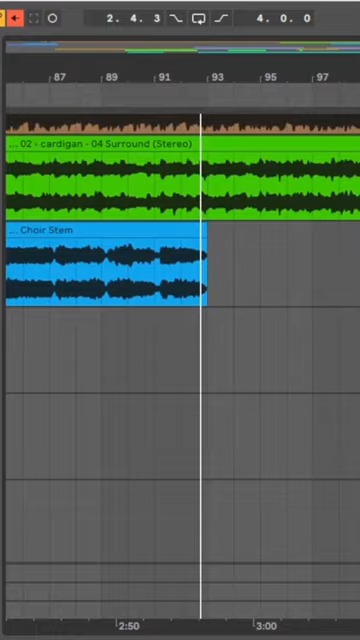 2. 4. 3 4. 0. 0
87 89 91 93 95 97
... 02 - cardigan - 04 Surround (Stereo)
... Choir Stem
2:50 3:00